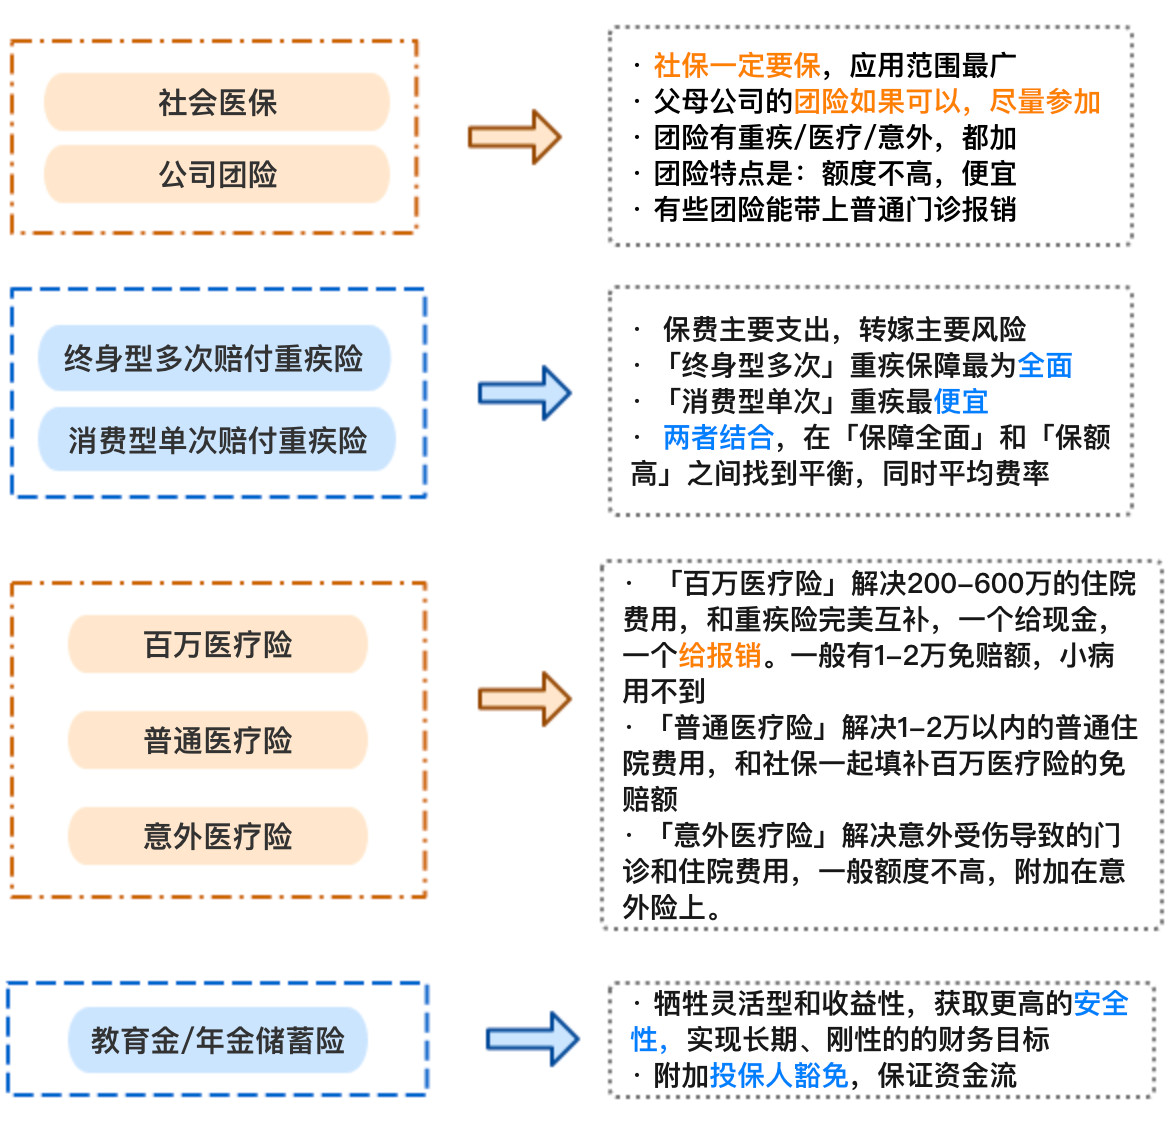 社会医保
公司团险
· 社保一定要保，应用范围最广
· 父母公司的团险如果可以，尽量参加
· 团险有重疾/医疗/意外，都加
· 团险特点是：额度不高，便宜
· 有些团险能带上普通门诊报销
终身型多次赔付重疾险
消费型单次赔付重疾险
· 保费主要支出，转嫁主要风险
· 「终身型多次」重疾保障最为全面
· 「消费型单次」重疾最便宜
· 两者结合，在「保障全面」和「保额
高」之间找到平衡，同时平均费率
百万医疗险
普通医疗险
意外医疗险
· 「百万医疗险」解决200-600万的住院
费用，和重疾险完美互补，一个给现金，
一个给报销。一般有1-2万免赔额，小病
用不到
· 「普通医疗险」解决1-2万以内的普通住
院费用，和社保一起填补百万医疗险的免
赔额
· 「意外医疗险」解决意外受伤导致的门
诊和住院费用，一般额度不高，附加在意
外险上。
教育金/年金储蓄险
· 牺牲灵活型和收益性，获取更高的安全
性，实现长期、刚性的的财务目标
· 附加投保人豁免，保证资金流